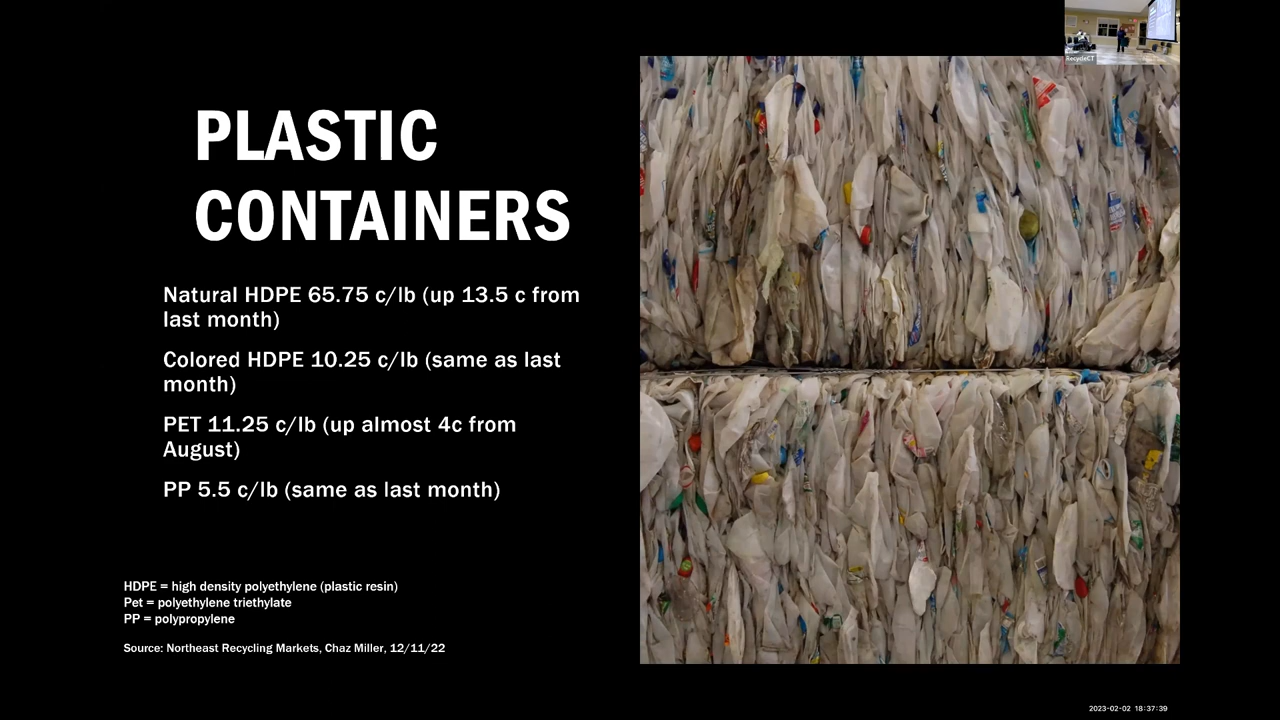 RecycleCT
PLASTIC
CONTAINERS
Natural HDPE 65.75 c/lb (up 13.5 c from
last month)
Colored HDPE 10.25 c/lb (same as last
month)
PET 11.25 c/lb (up almost 4c from
August)
PP 5.5 c/lb (same as last month)
HDPE = high density polyethylene (plastic resin)
Pet = polyethylene triethylate
PP = polypropylene
Source: Northeast Recycling Markets, Chaz Miller, 12/11/22
2023-02-02 18:37:39